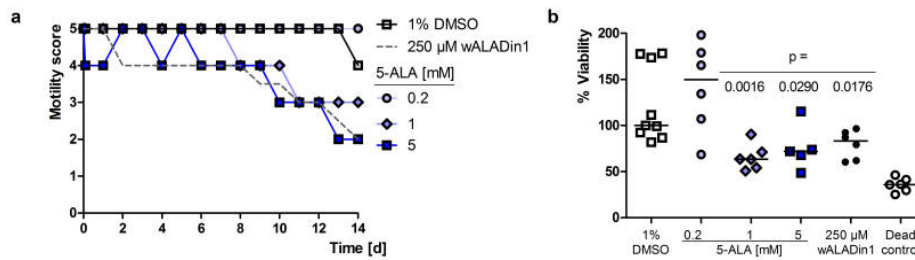 a
Motility score
5
4
3
2
1
0
0 2 4 6 8 10 12 14
Time [d]
1% DMSO
250 µM wALADin1
5-ALA [mM]
0.2
1
5
b
% Viability
200
150
100
50
0
p =
0.0016 0.0290 0.0176
1% DMSO
0.2 1 5
5-ALA [mM]
250 µM
wALADin1
Dead
control